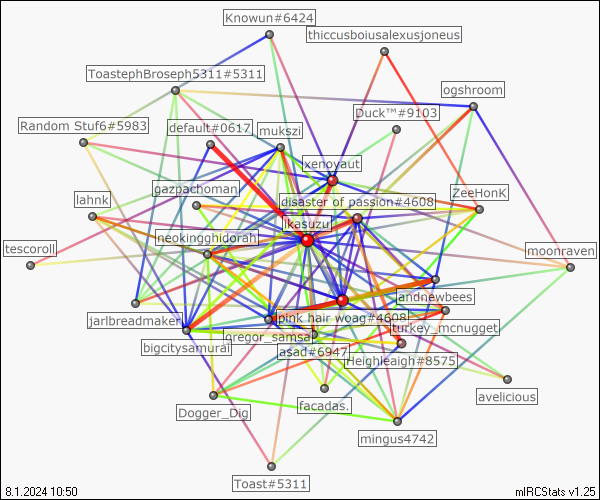 Knowun#6424
thiccusboiusalexusjoneus
ToastephBroseph5311#5311
ogshroom
Duck™#9103
Random Stuf6#5983
default#0617
mukszi
xenoyaut
gazpachoman
disaster of passion#4608
ZeeHonK
lahnk
ikasuzu
neokingghidorah
tescoroll
moonraven
andnewbees
jarlbreadmaker
pink hair woag#4608
turkey_mcnugget
gregor_samsa
bigcitysamurai
asad#6947
Heighleaigh#8575
avelicious
Dogger_Dig
facadas.
mingus4742
Toast#5311
8.1.2024 10:50
mIRCStats v1.25